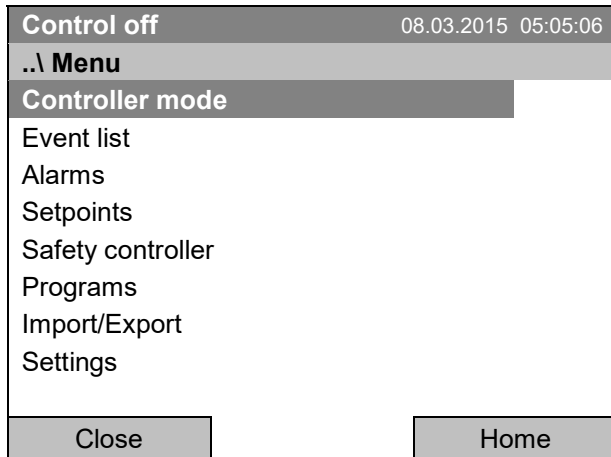 Control off 08.03.2015 05:05:06
..\ Menu
Controller mode
Event list
Alarms
Setpoints
Safety controller
Programs
Import/Export
Settings
Close Home